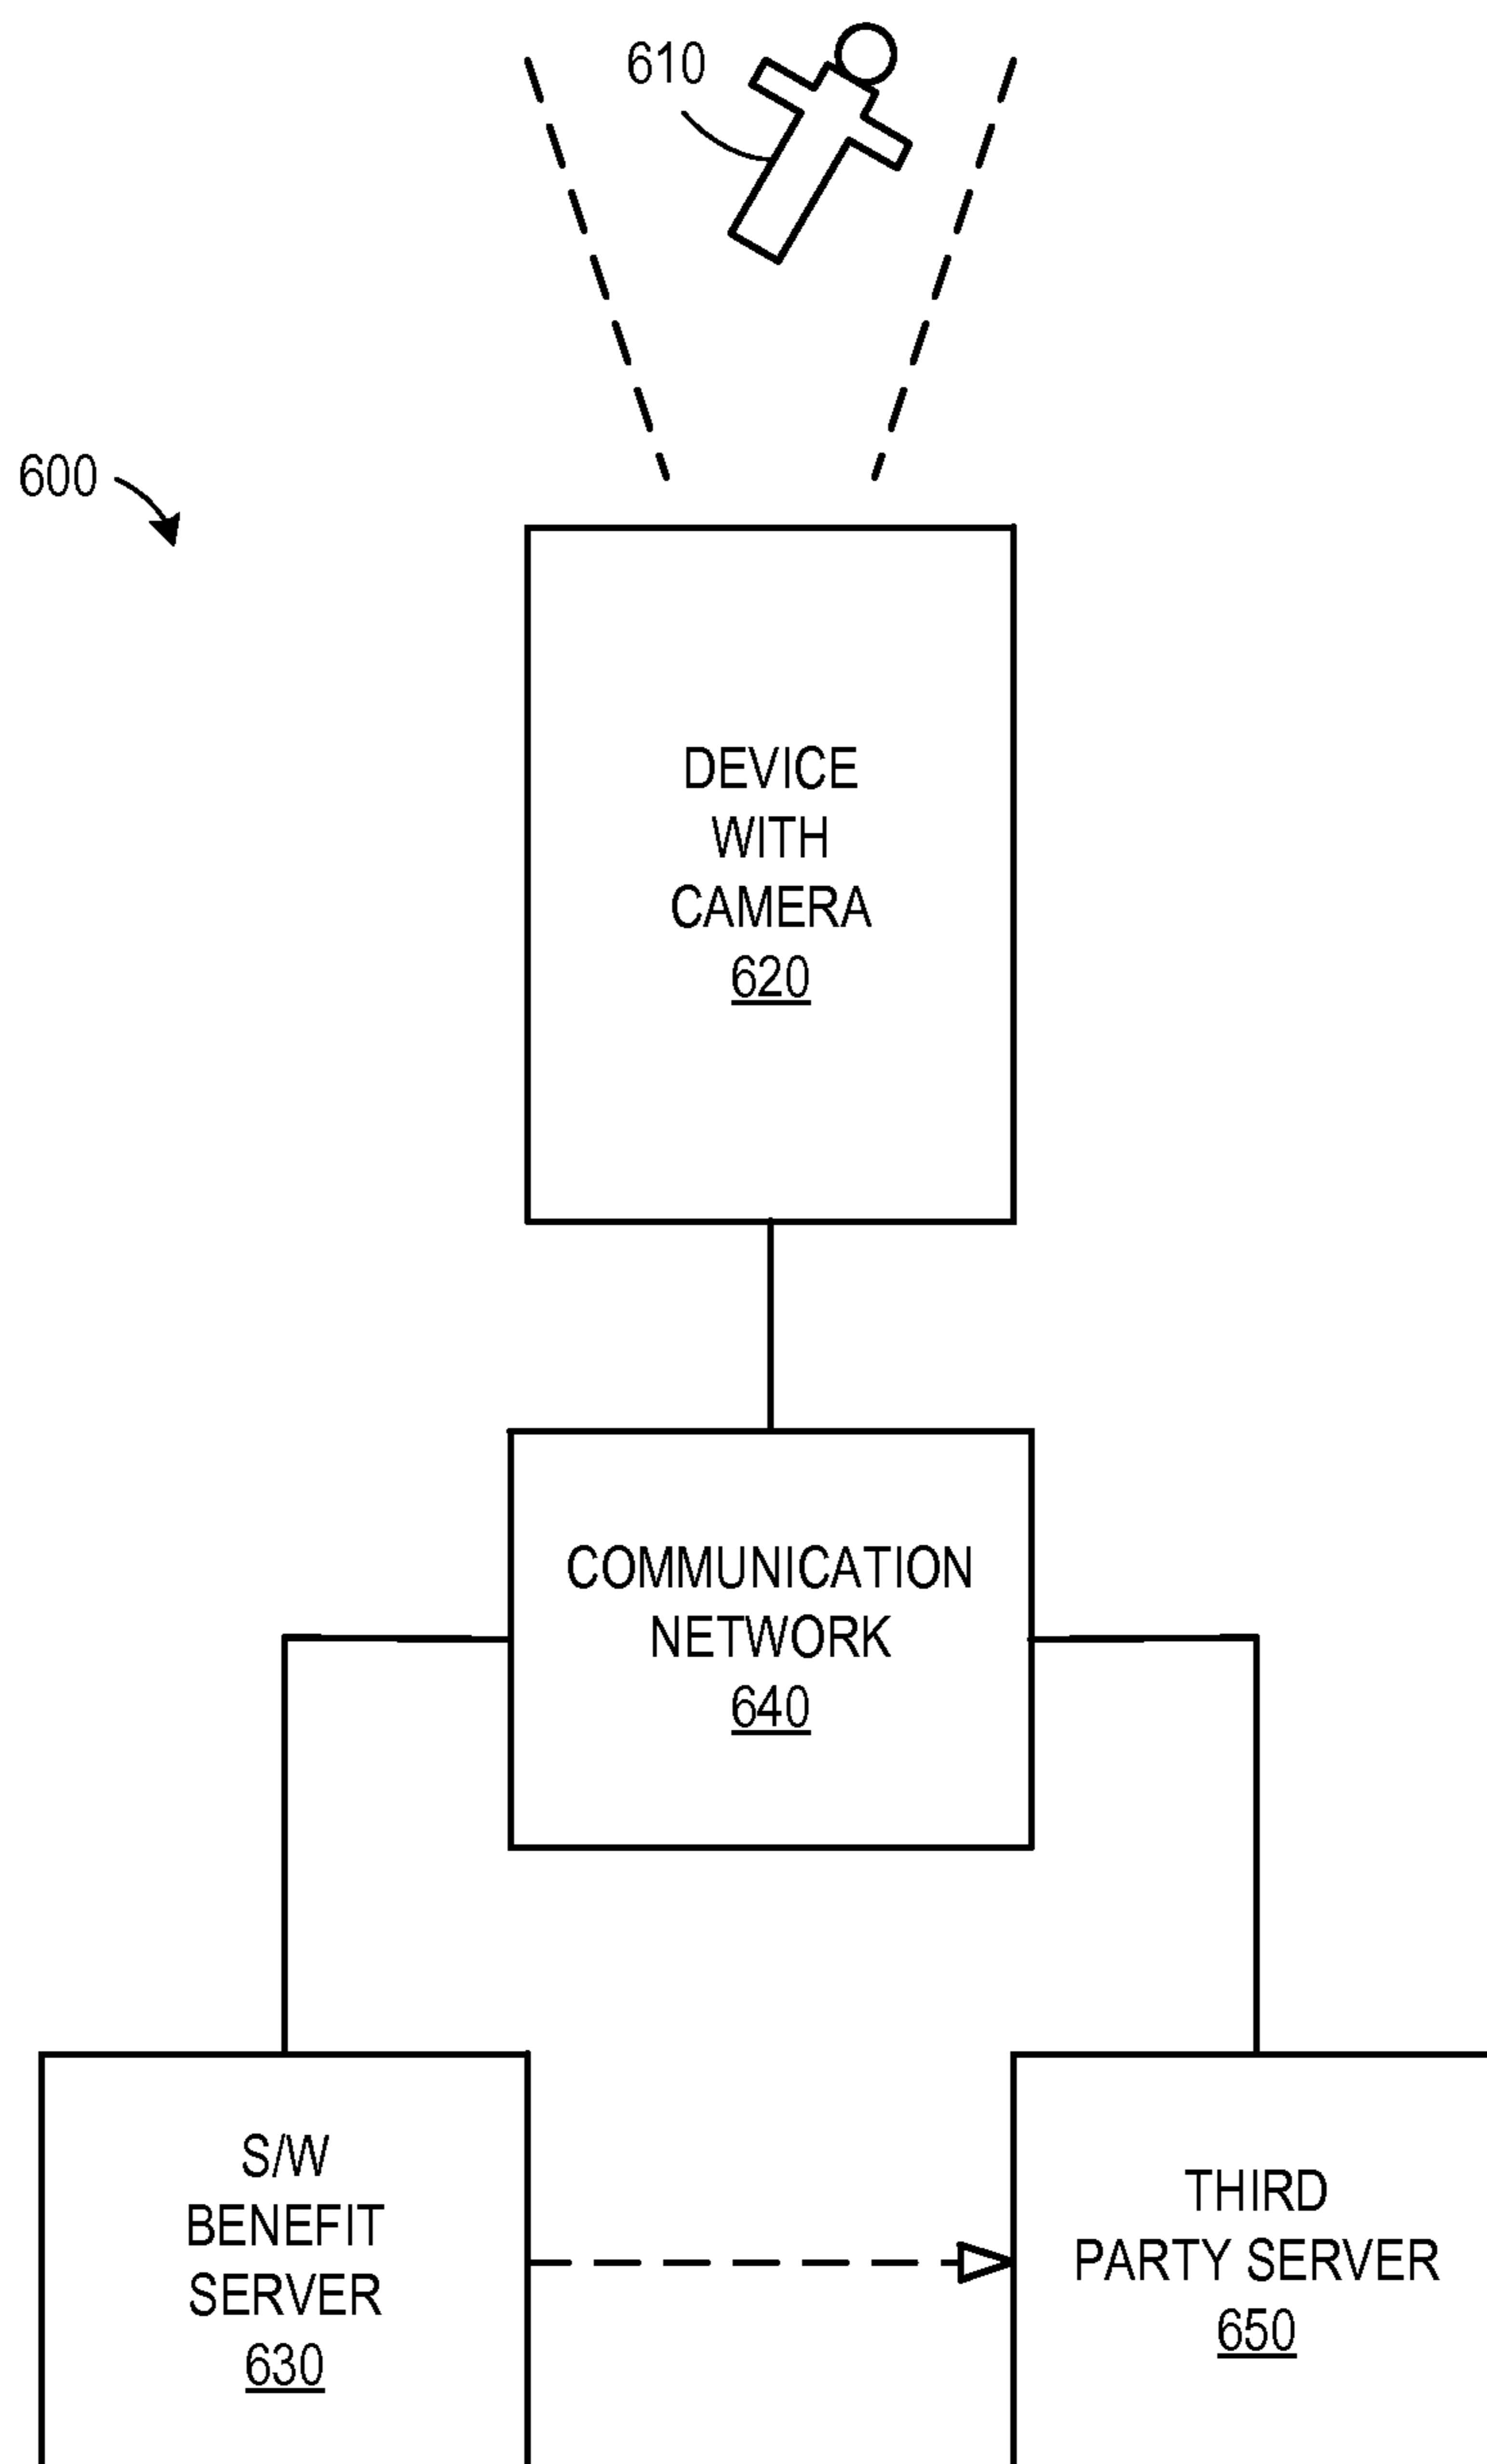 610
600
DEVICE
WITH
CAMERA
620
COMMUNICATION
NETWORK
640
S/W
BENEFIT
SERVER
630
THIRD
PARTY SERVER
650